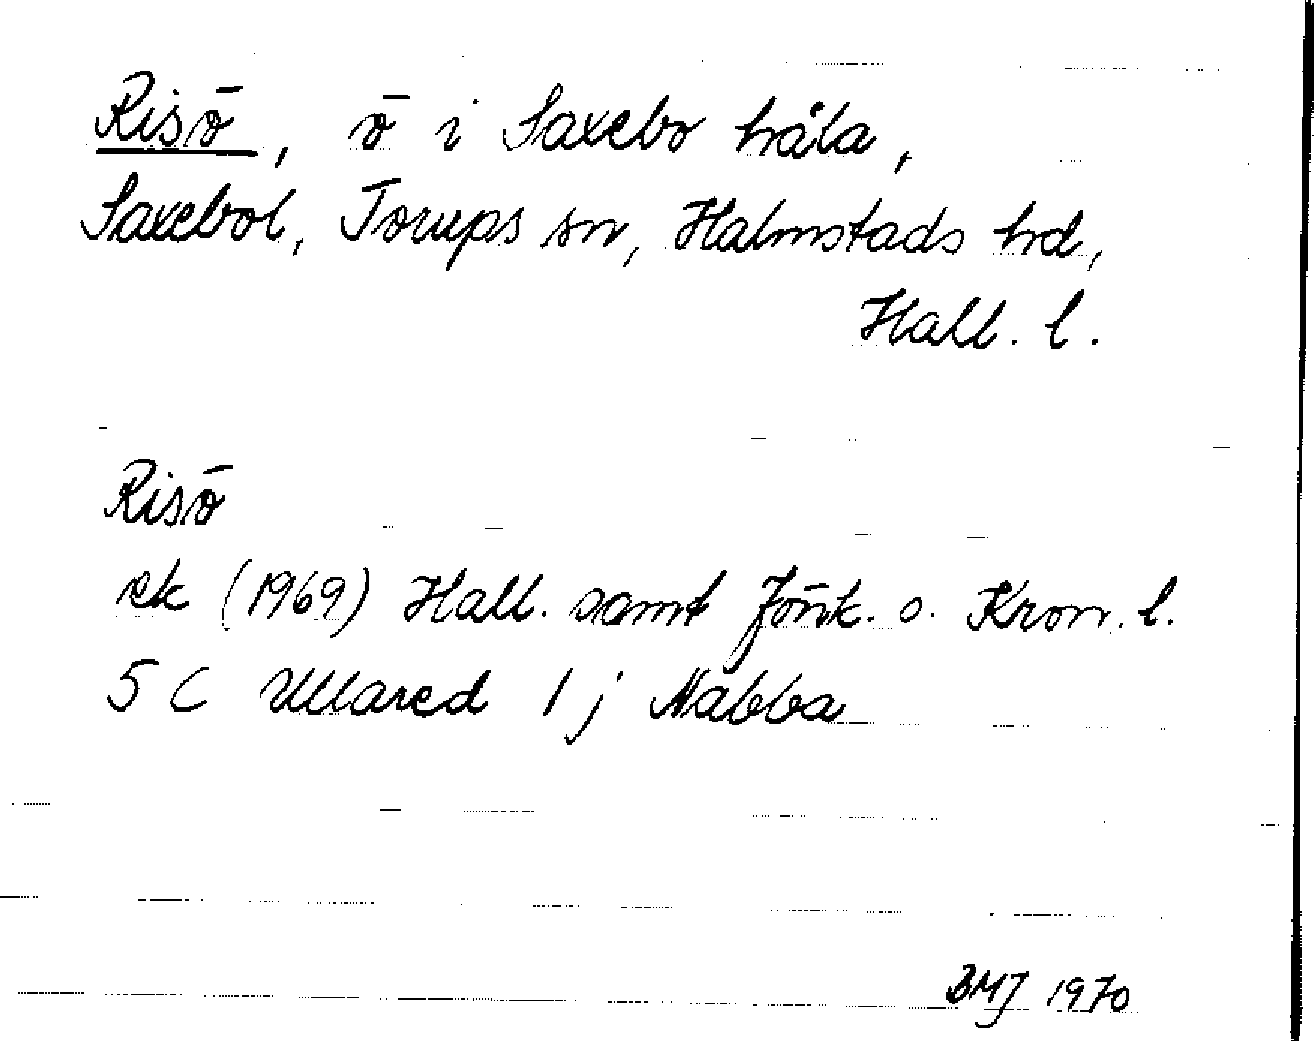 Risö, ö i Saxebo håla,
Saxebol, Torups sn, Halmstads hd,
Hall. l.
Risö
ek (1969) Hall. samt Jönk. o. Kron. l.
5 C Ullared 1 j Nabba
BMJ 1970